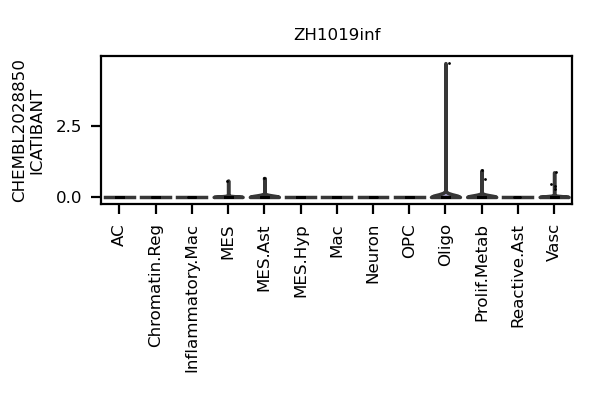 ZH1019inf
CHEMBL2028850
ICATIBANT
2.5
0.0
AC
Chromatin.Reg
Inflammatory.Mac
MES
MES.Ast
MES.Hyp
Mac
Neuron
OPC
Oligo
Prolif.Metab
Reactive.Ast
Vasc